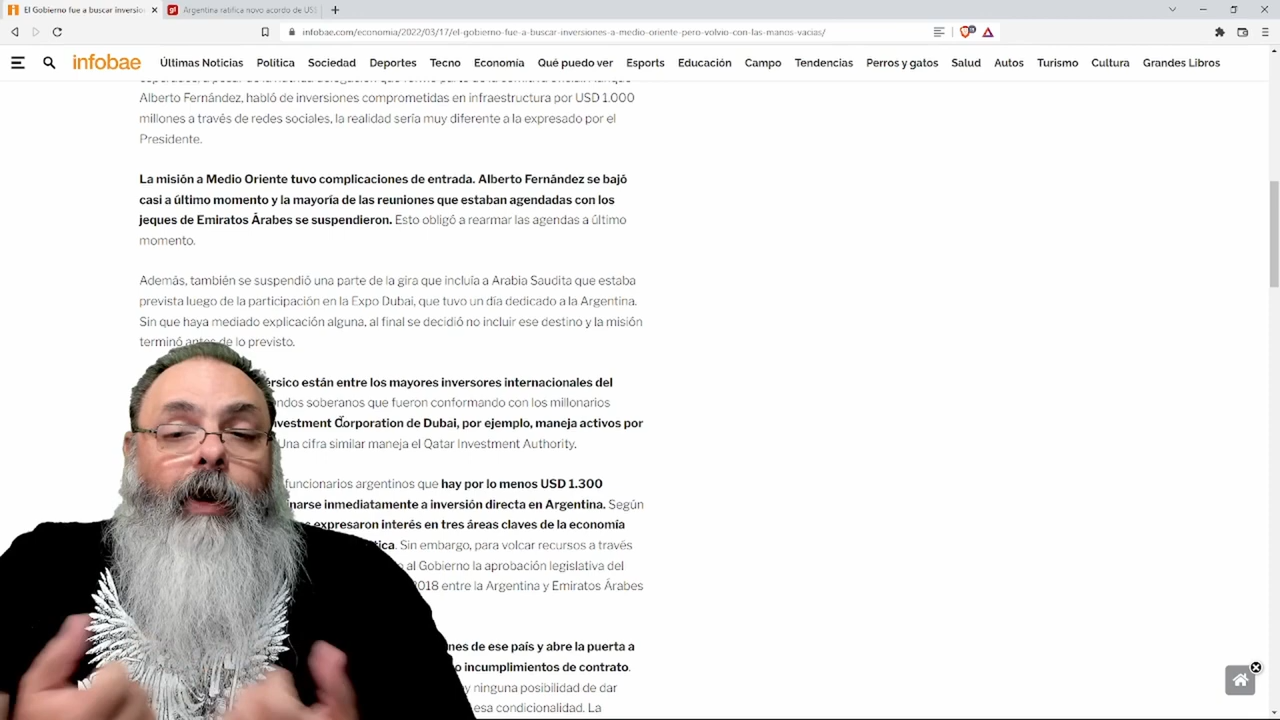 El Gobierno fue a buscar inversio
Argentina ratifica novo acordo de US$
infobae.com/economia/2022/03/17/el-gobierno-fue-a-buscar-inversiones-a-medio-oriente-pero-volvio-con-las-manos-vacias/
infobae Últimas Noticias Política Sociedad Deportes Tecno Economía Qué puedo ver Esports Educación Campo Tendencias Perros y gatos Salud Autos Turismo Cultura Grandes Libros
Alberto Fernández, habló de inversiones comprometidas en infraestructura por USD 1.000
millones a través de redes sociales, la realidad sería muy diferente a la expresado por el
Presidente.
La misión a Medio Oriente tuvo complicaciones de entrada. Alberto Fernández se bajó
casi a último momento y la mayoría de las reuniones que estaban agendadas con los
jeques de Emiratos Árabes se suspendieron. Esto obligó a rearmar las agendas a último
momento.
Además, también se suspendió una parte de la gira que incluía a Arabia Saudita que estaba
prevista luego de la participación en la Expo Dubai, que tuvo un día dedicado a la Argentina.
Sin que haya mediado explicación alguna, al final se decidió no incluir ese destino y la misión
terminó antes de lo previsto.
érsico están entre los mayores inversores internacionales del
ondos soberanos que fueron conformando con los millonarios
nvestment Corporation de Dubai, por ejemplo, maneja activos por
Una cifra similar maneja el Qatar Investment Authority.
funcionarios argentinos que hay por lo menos USD 1.300
narse inmediatamente a inversión directa en Argentina. Según
expresaron interés en tres áreas claves de la economía
tica. Sin embargo, para volcar recursos a través
al Gobierno la aprobación legislativa del
2018 entre la Argentina y Emiratos Árabes
nes de ese país y abre la puerta a
o incumplimientos de contrato.
y ninguna posibilidad de dar
esa condicionalidad. La